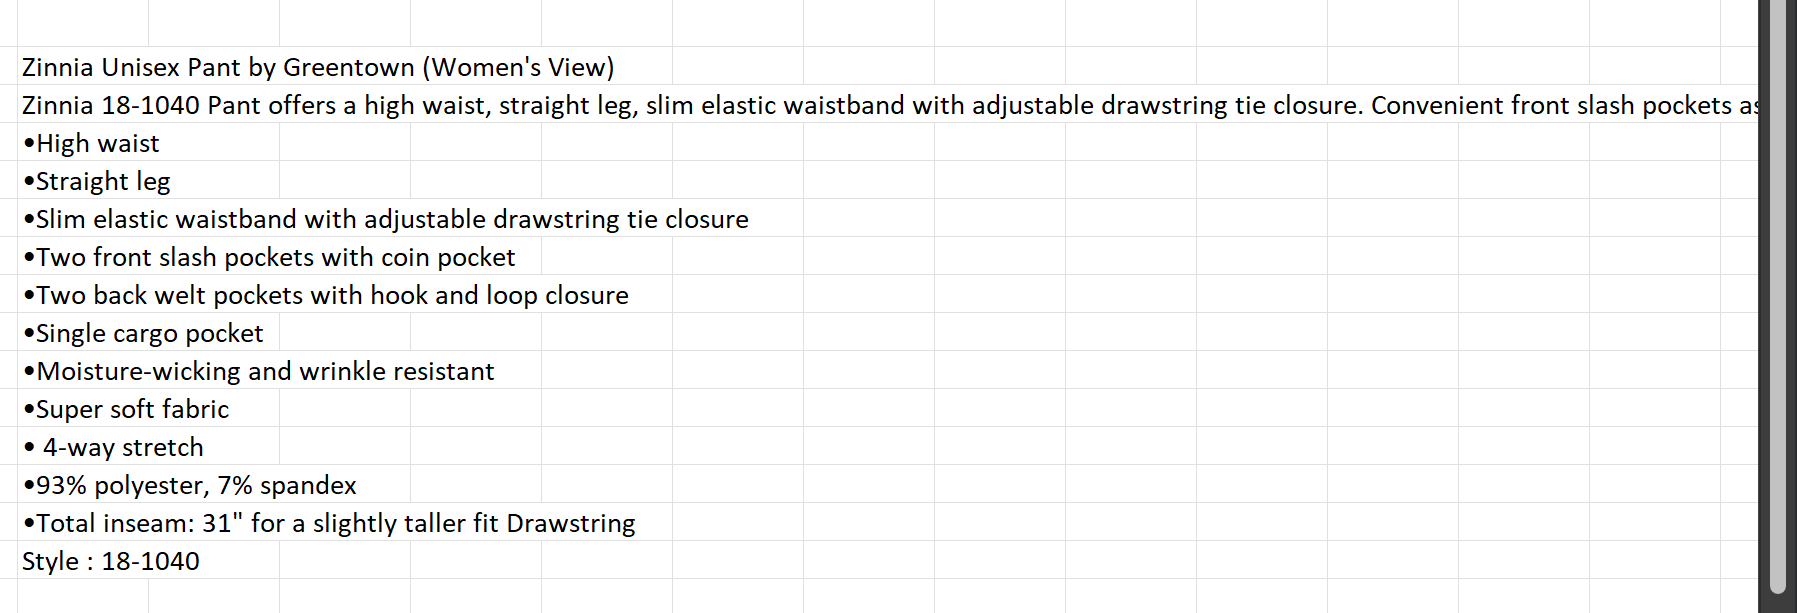 Zinnia Unisex Pant by Greentown (Women's View)
Zinnia 18-1040 Pant offers a high waist, straight leg, slim elastic waistband with adjustable drawstring tie closure. Convenient front slash pockets as
•High waist
•Straight leg
•Slim elastic waistband with adjustable drawstring tie closure
•Two front slash pockets with coin pocket
•Two back welt pockets with hook and loop closure
•Single cargo pocket
•Moisture-wicking and wrinkle resistant
•Super soft fabric
• 4-way stretch
•93% polyester, 7% spandex
•Total inseam: 31" for a slightly taller fit Drawstring
Style : 18-1040